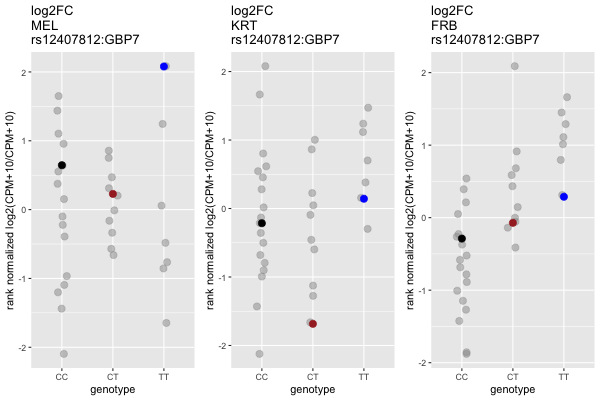 log2FC
MEL
rs12407812:GBP7
rank normalized log2(CPM+10/CPM+10)
2
1
0
-1
-2
CC
CT
TT
genotype
log2FC
KRT
rs12407812:GBP7
rank normalized log2(CPM+10/CPM+10)
2
1
0
-1
-2
CC
CT
TT
genotype
log2FC
FRB
rs12407812:GBP7
rank normalized log2(CPM+10/CPM+10)
2
1
0
-1
-2
CC
CT
TT
genotype